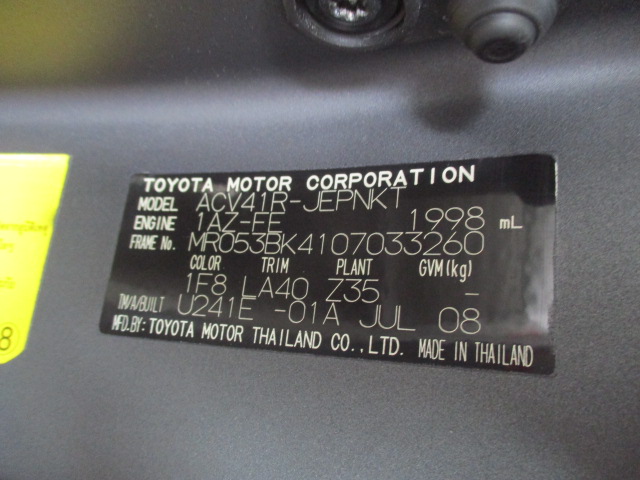 TOYOTA MOTOR CORPORATION
MODEL ACV41R-JEPNKT
ENGINE 1AZ-FE 1998 mL
FRAME No. MR053BK4107033260
COLOR TRIM PLANT GVM(kg)
1F8 LA40 Z35 -
TM/A/BUILT U241E -01A JUL 08
MFD.BY: TOYOTA MOTOR THAILAND CO.,LTD. MADE IN THAILAND
8